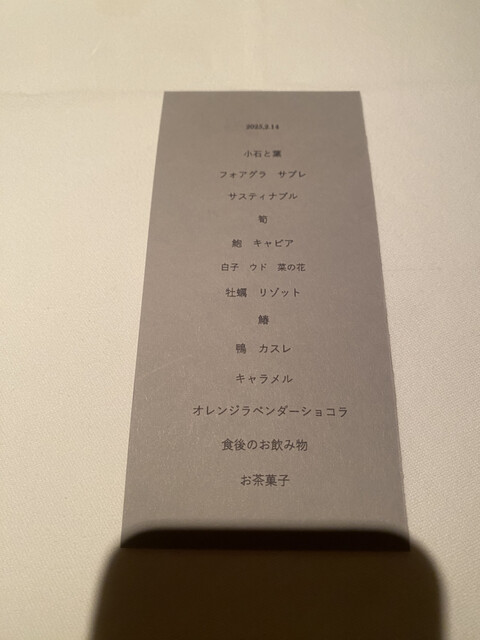 小石と葉
フォアグラ　サブレ
サスティナブル
筍
鮑　キャビア
白子　ウド　菜の花
牡蠣　リゾット
鰆
鴨　カスレ
キャラメル
オレンジラベンダーショコラ
食後のお飲み物
お茶菓子